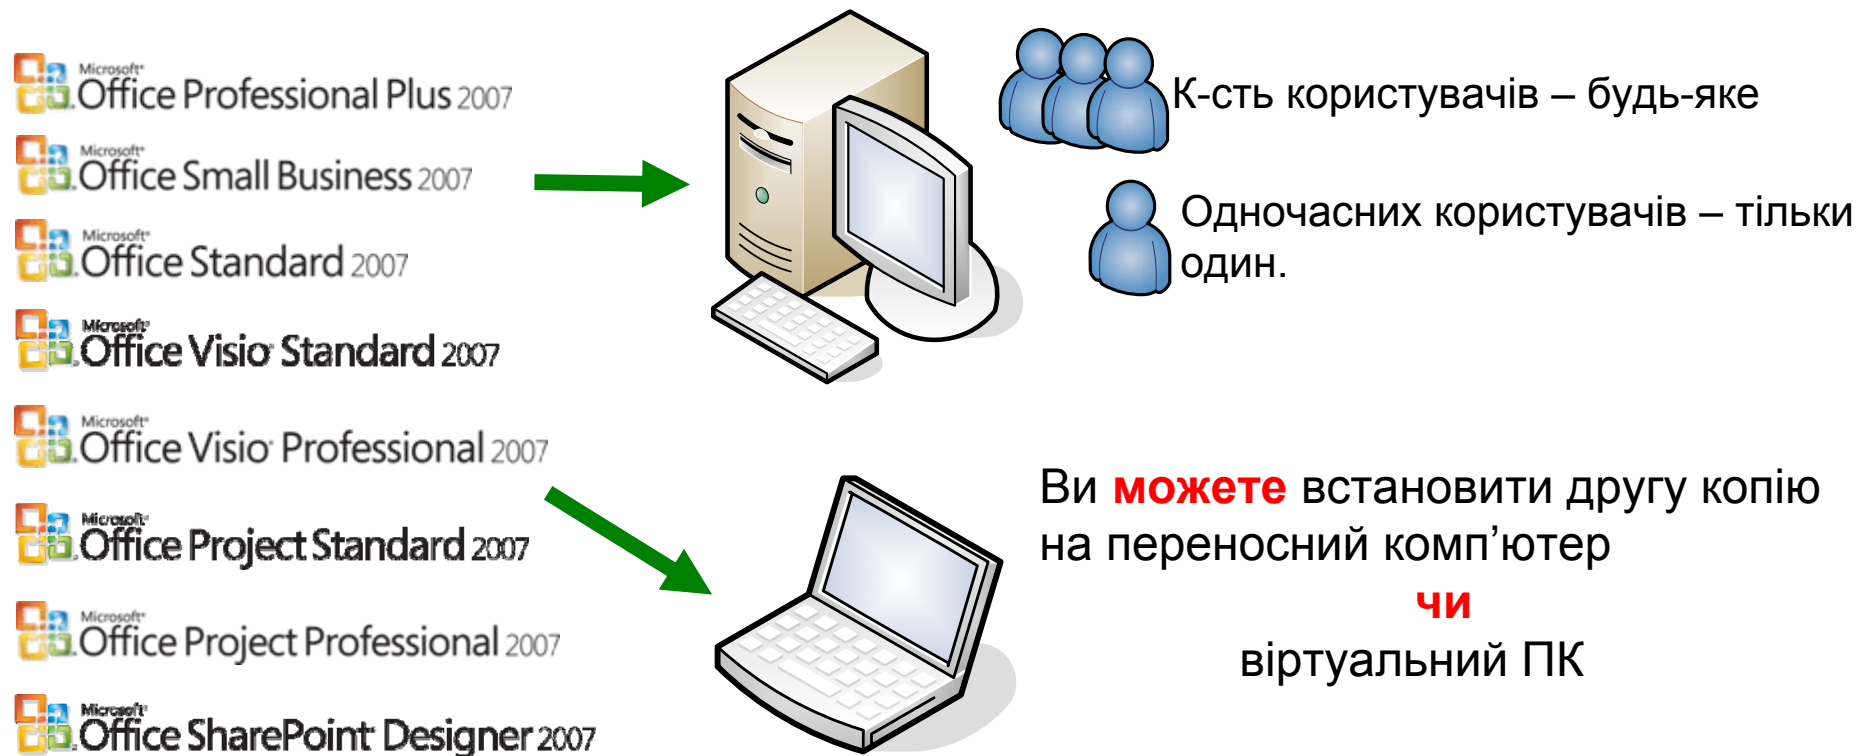 Microsoft®
Office Professional Plus 2007
Microsoft®
Office Small Business 2007
Microsoft®
Office Standard 2007
Microsoft®
Office Visio® Standard 2007
Microsoft®
Office Visio® Professional 2007
Microsoft®
Office Project Standard 2007
Microsoft®
Office Project Professional 2007
Microsoft®
Office SharePoint® Designer 2007
К-сть користувачів – будь-яке
Одночасних користувачів – тільки
один.
Ви можете встановити другу копію
на переносний комп’ютер
чи
віртуальний ПК